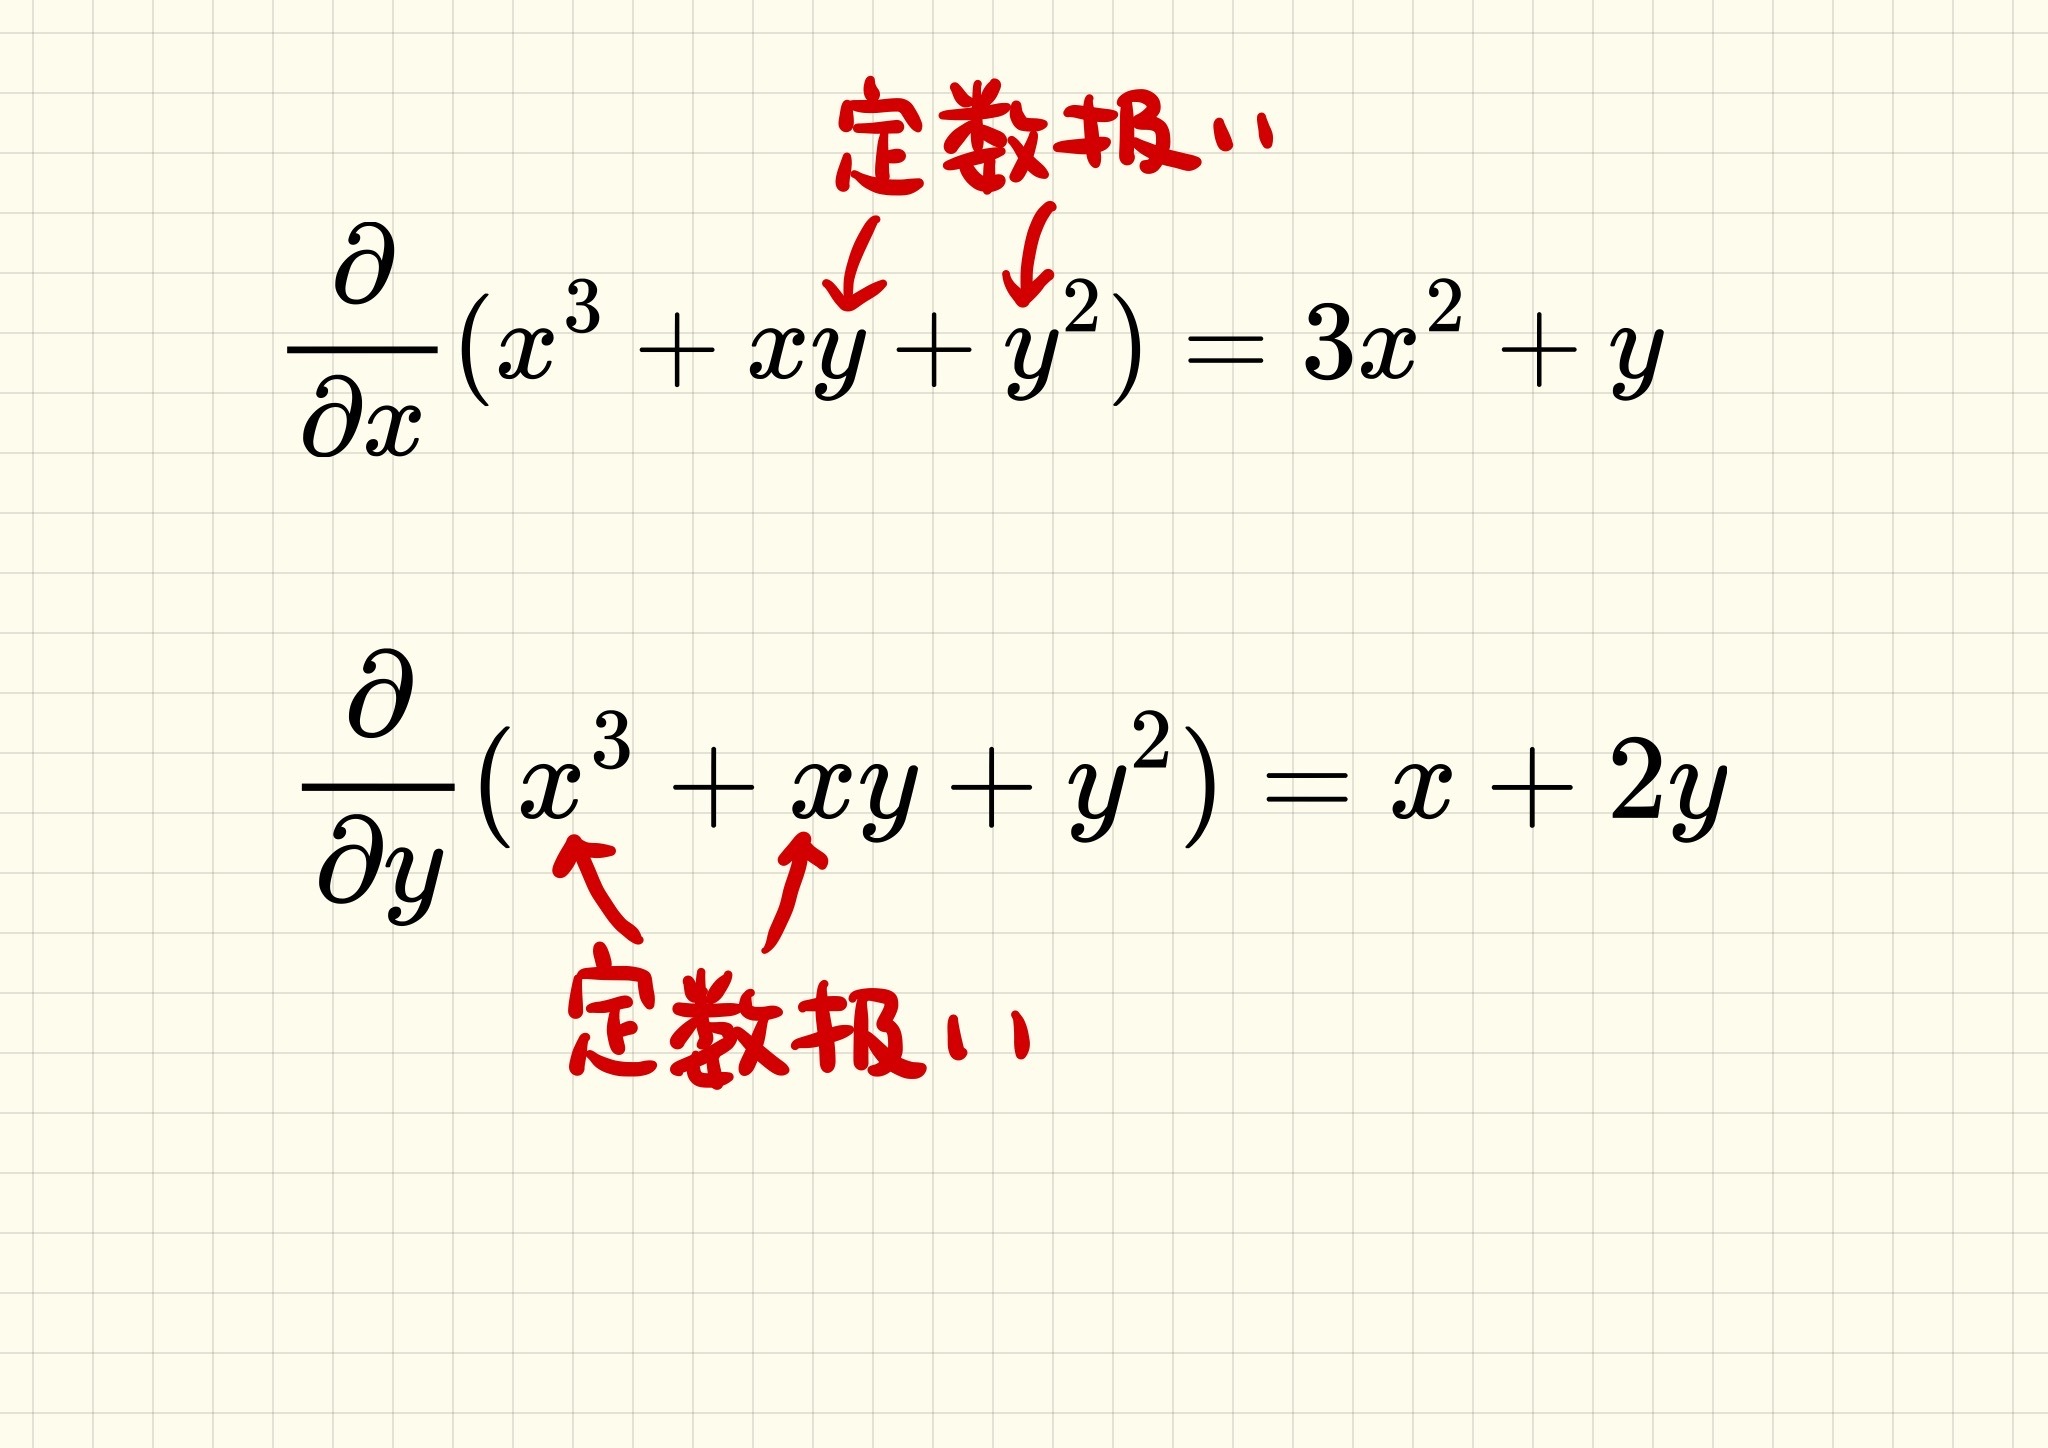 定数扱い
∂/∂x (x³ + xy + y²) = 3x² + y
∂/∂y (x³ + xy + y²) = x + 2y
定数扱い